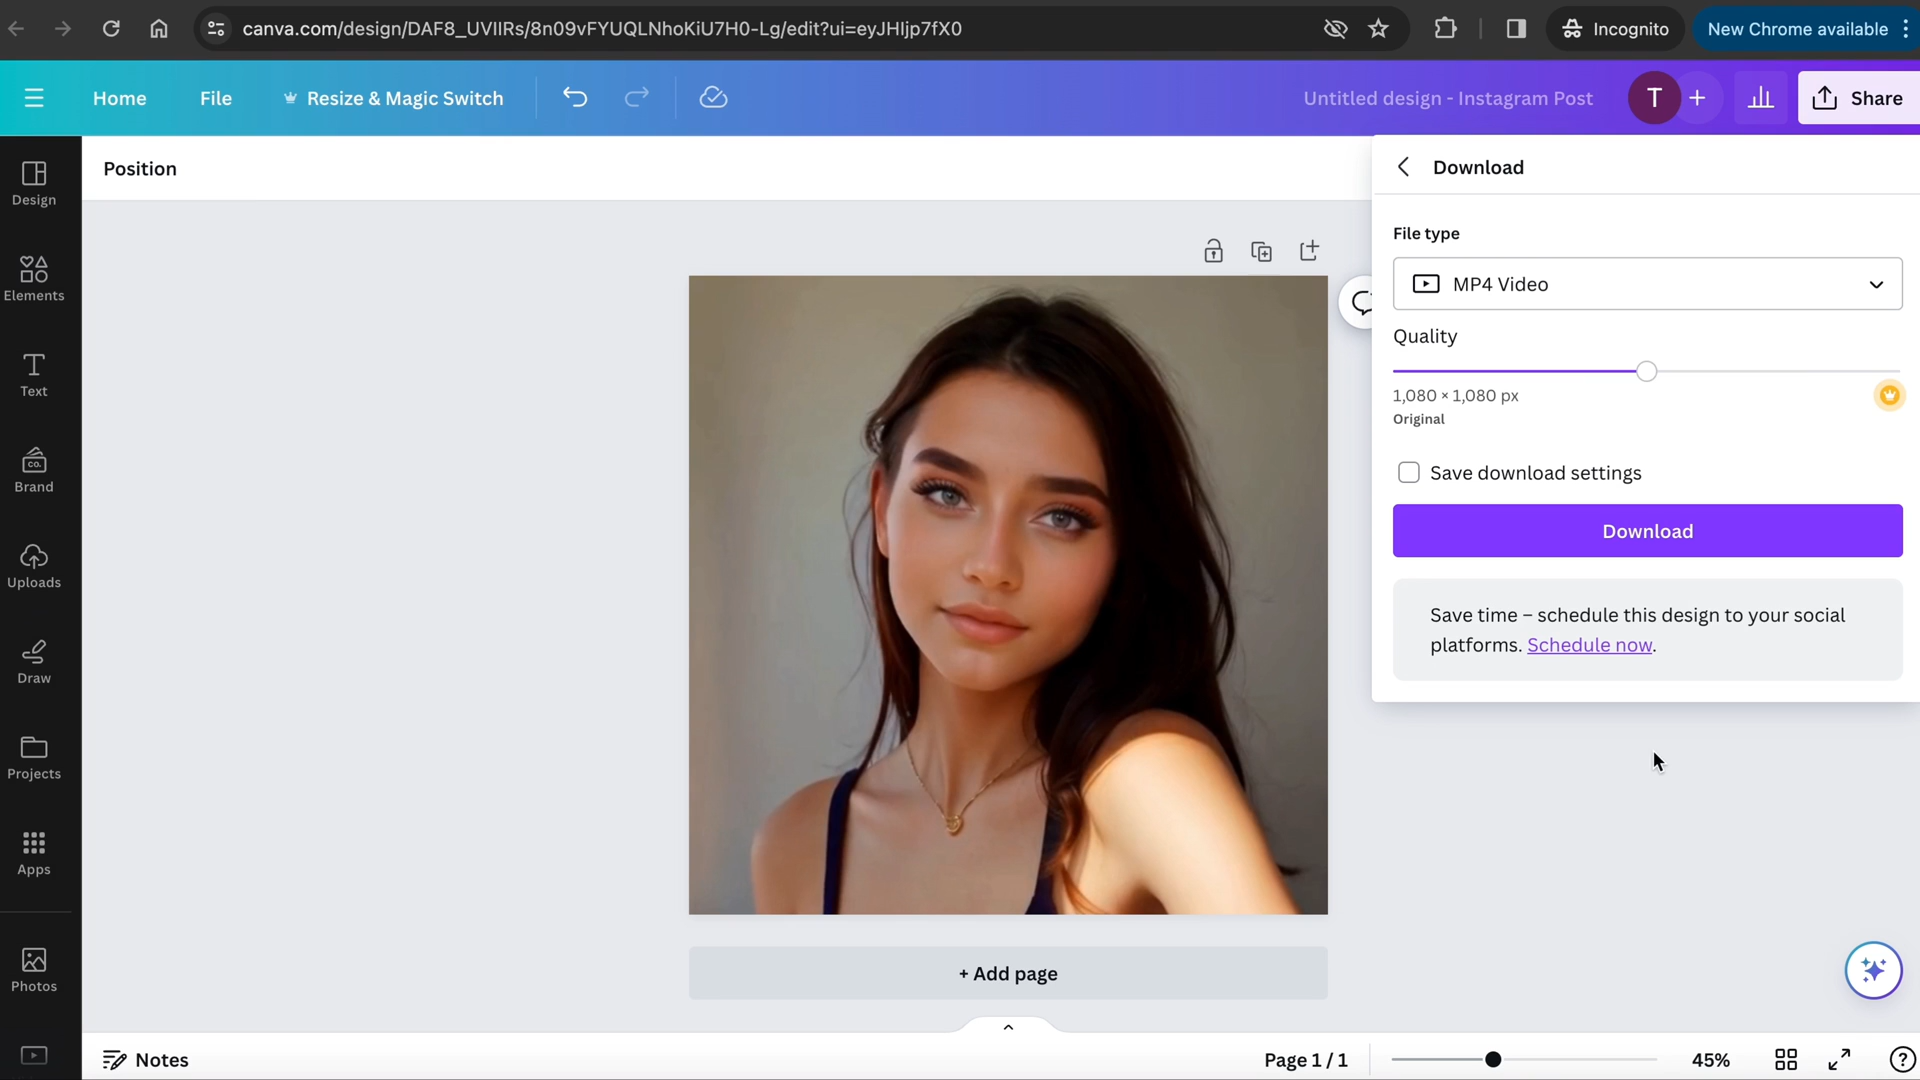 canva.com/design/DAF8_UVIIRs/8n09vFYUQLNhoKiU7H0-Lg/edit?ui=eyJHIjp7fX0
Incognito
New Chrome available
Home
File
Resize & Magic Switch
Untitled design - Instagram Post
T
+
Share
Position
Design
Elements
Text
Brand
CO.
Uploads
Draw
Projects
Apps
Photos
Download
File type
MP4 Video
Quality
1,080 × 1,080 px
Original
Save download settings
Download
Save time – schedule this design to your social
platforms. Schedule now.
+ Add page
Notes
Page 1 / 1
45%
?